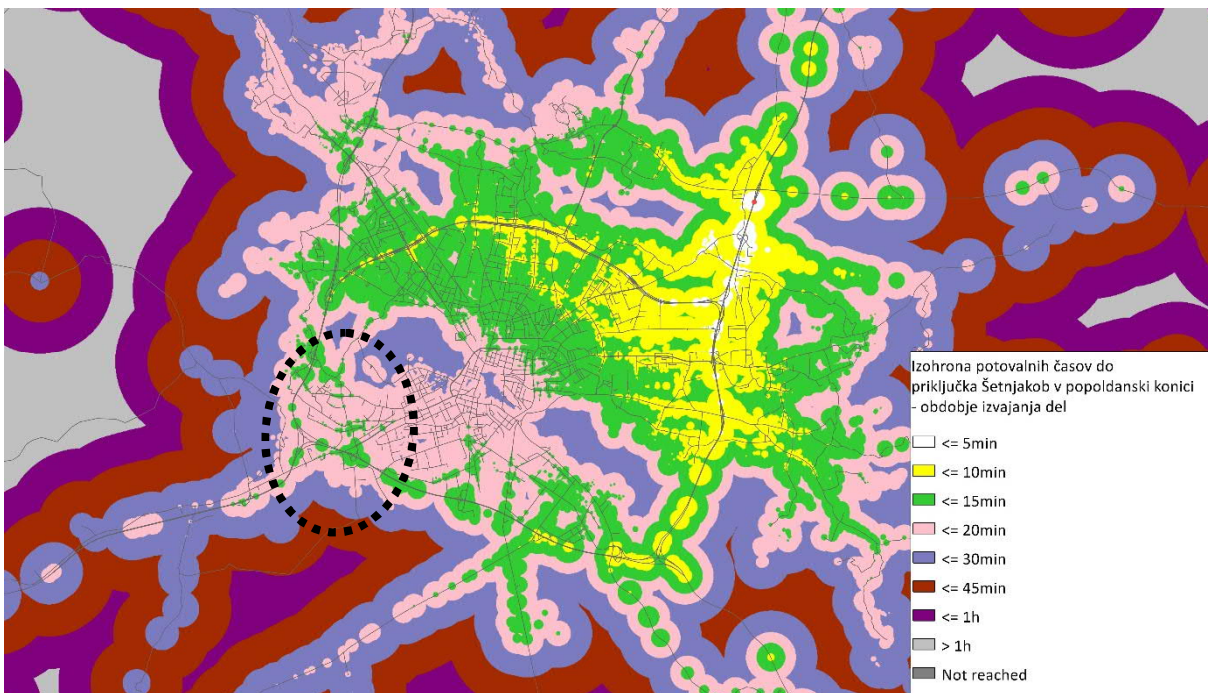 Izohrona potovalnih časov do
priključka Šetnjakob v popoldanski konici
- obdobje izvajanja del
<= 5min
<= 10min
<= 15min
<= 20min
<= 30min
<= 45min
<= 1h
> 1h
Not reached